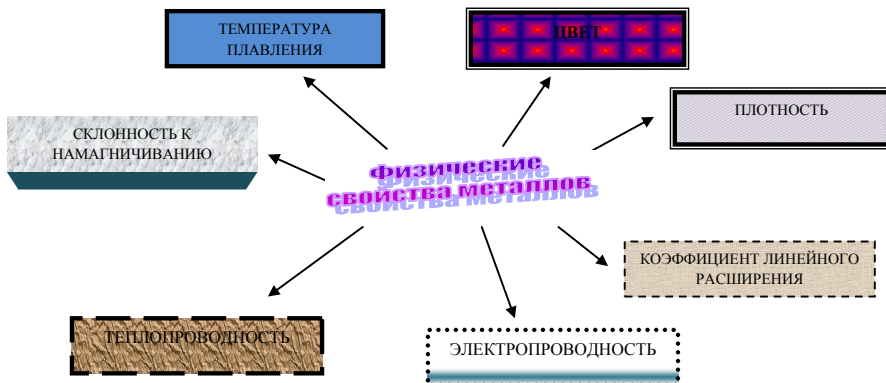 ТЕМПЕРАТУРА
ПЛАВЛЕНИЯ
ЦВЕТ
ПЛОТНОСТЬ
СКЛОННОСТЬ К
НАМАГНИЧИВАНИЮ
Физические
свойства металлов
КОЭФФИЦИЕНТ ЛИНЕЙНОГО
РАСШИРЕНИЯ
ТЕПЛОПРОВОДНОСТЬ
ЭЛЕКТРОПРОВОДНОСТЬ